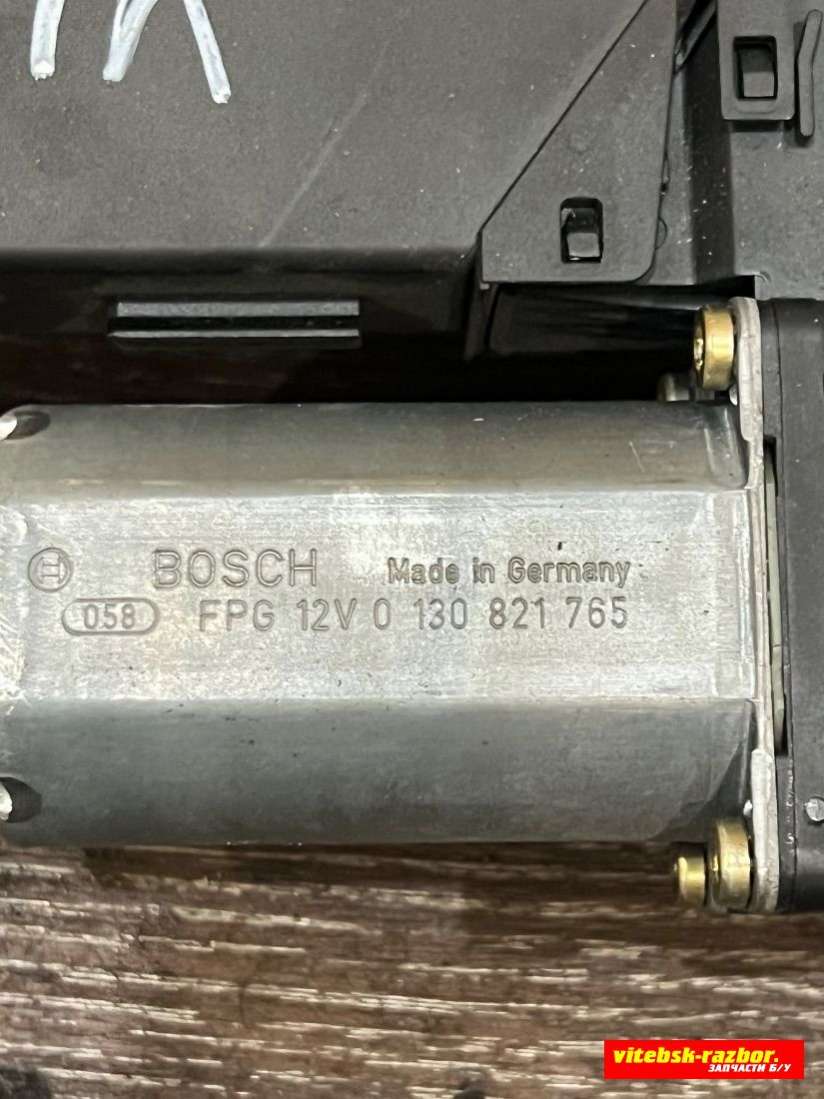 BOSCH Made in Germany
058 FPG 12V 0 130 821 765
vitebsk-razbor.
ЗАПЧАСТИ Б/У